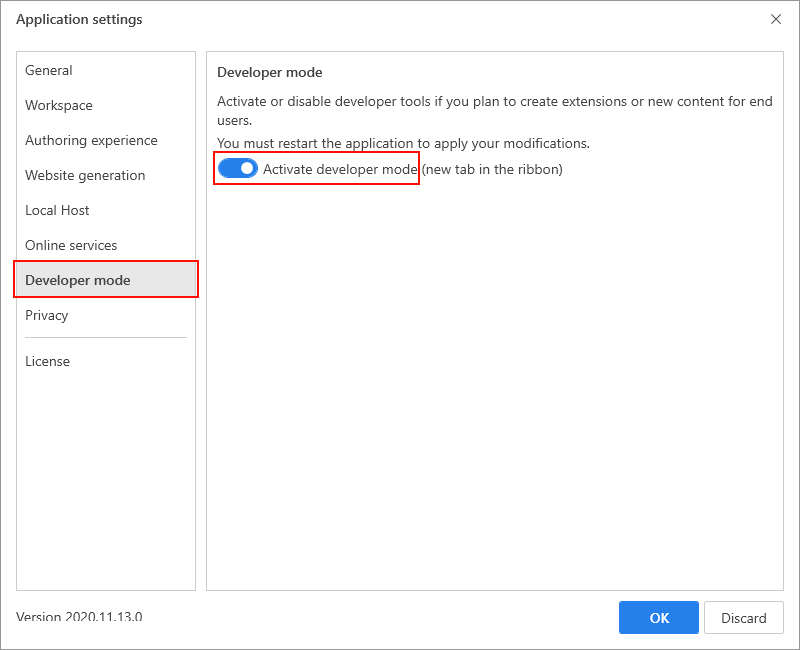 Application settings
General
Workspace
Authoring experience
Website generation
Local Host
Online services
Developer mode
Privacy
License
Developer mode
Activate or disable developer tools if you plan to create extensions or new content for end
users.
You must restart the application to apply your modifications.
Activate developer mode (new tab in the ribbon)
Version 2020.11.13.0
OK
Discard